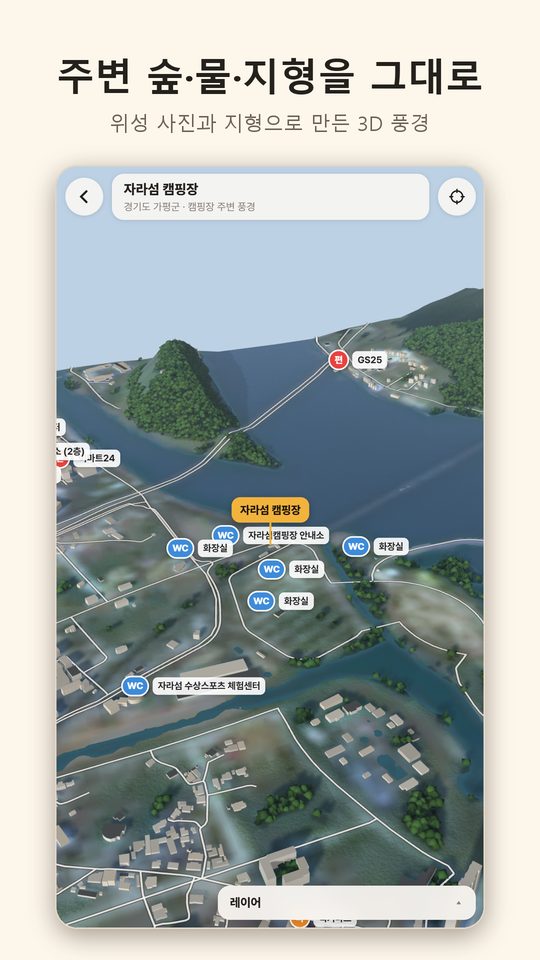 주변 숲·물·지형을 그대로
위성 사진과 지형으로 만든 3D 풍경
자라섬 캠핑장
경기도 가평군 · 캠핑장 주변 풍경
편
GS25
소 (2층)
마트24
자라섬 캠핑장
WC
자라섬캠핑장 안내소
WC
화장실
WC
화장실
WC
화장실
WC
화장실
WC
자라섬 수상스포츠 체험센터
레이어